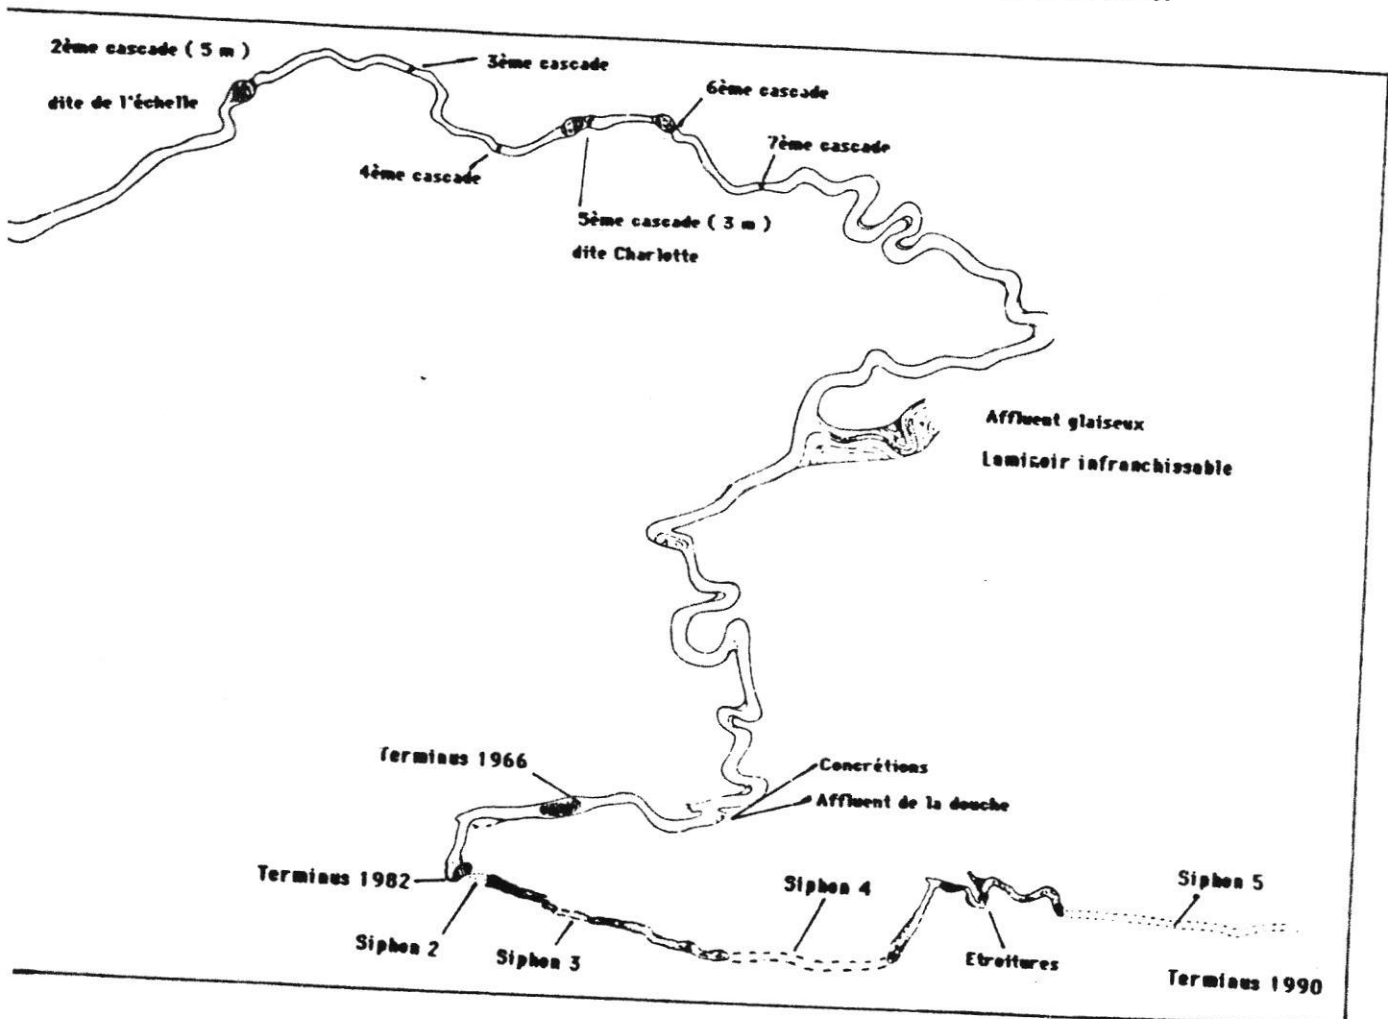 2ème cascade ( 5 m )
dite de l'échelle
3ème cascade
4ème cascade
5ème cascade ( 3 m )
dite Charlotte
6ème cascade
7ème cascade
Affluent glaiseux
Laminoir infranchissable
Terminus 1966
Concrétions
Affluent de la douche
Terminus 1982
Siphon 2
Siphon 3
Siphon 4
Etroitures
Siphon 5
Terminus 1990